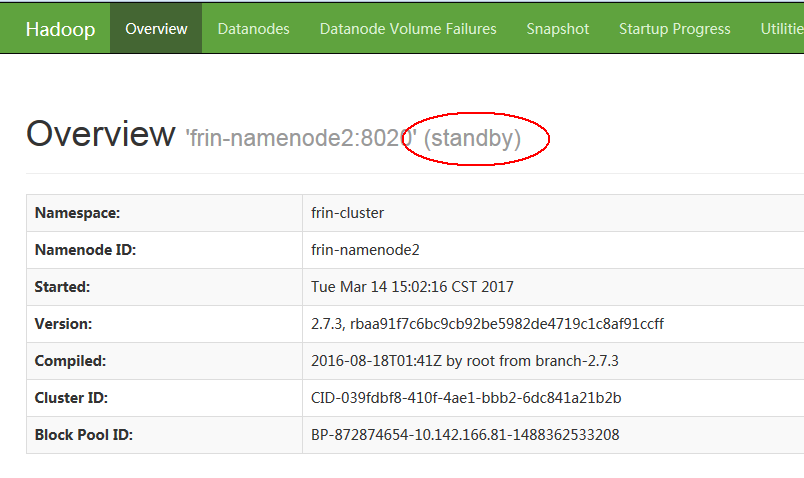 Hadoop Overview Datanodes Datanode Volume Failures Snapshot Startup Progress Utilitie
Overview 'frin-namenode2:8020' (standby)
Namespace: frin-cluster
Namenode ID: frin-namenode2
Started: Tue Mar 14 15:02:16 CST 2017
Version: 2.7.3, rbaa91f7c6bc9cb92be5982de4719c1c8af91ccff
Compiled: 2016-08-18T01:41Z by root from branch-2.7.3
Cluster ID: CID-039fdbf8-410f-4ae1-bbb2-6dc841a21b2b
Block Pool ID: BP-872874654-10.142.166.81-1488362533208